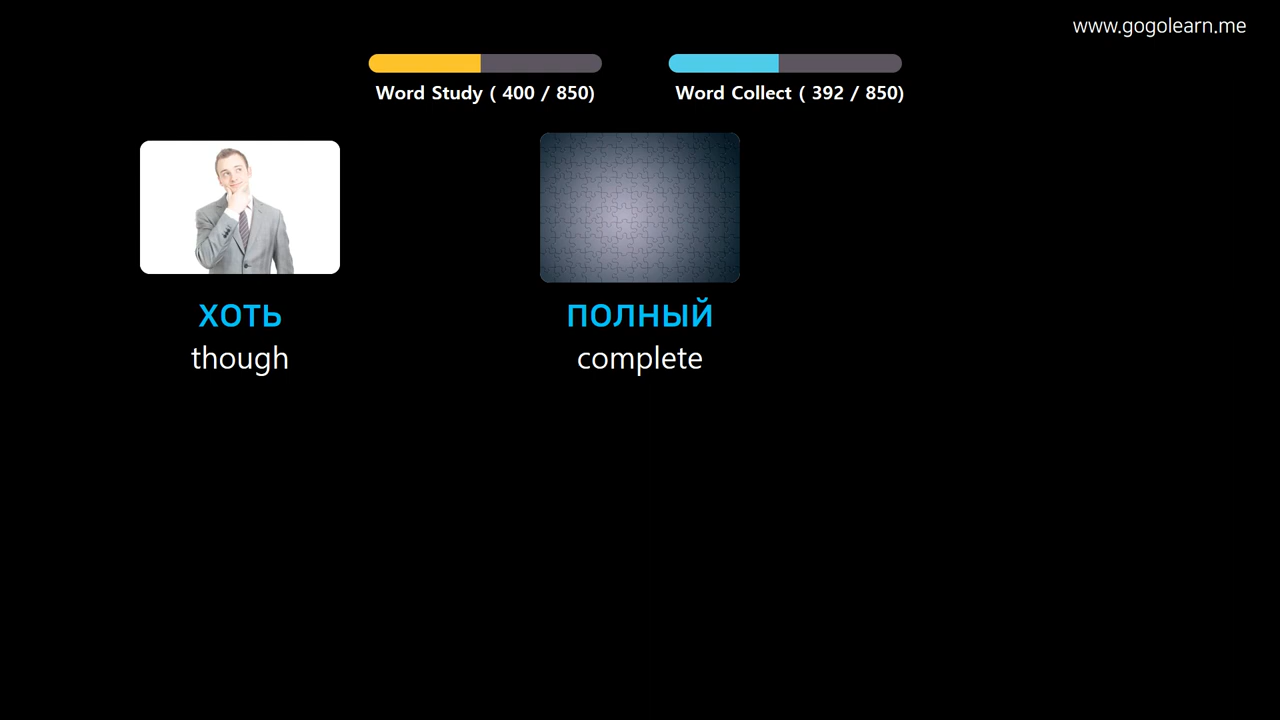 www.gogolearn.me
Word Study ( 400 / 850)
Word Collect ( 392 / 850)
хоть
though
полный
complete